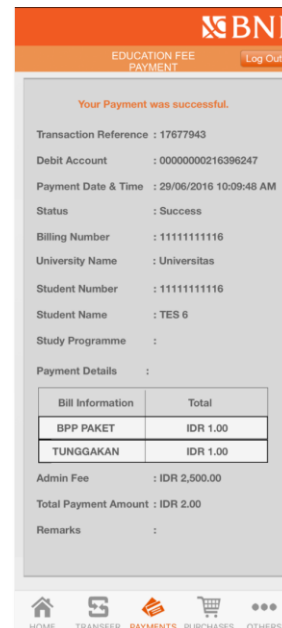 BNI
EDUCATION FEE
PAYMENT
Log Out
Your Payment was successful.
Transaction Reference : 17677943
Debit Account : 00000000216396247
Payment Date & Time : 29/06/2016 10:09:48 AM
Status : Success
Billing Number : 11111111116
University Name : Universitas
Student Number : 11111111116
Student Name : TES 6
Study Programme :
Payment Details :
Bill Information Total
BPP PAKET IDR 1.00
TUNGGAKAN IDR 1.00
Admin Fee : IDR 2,500.00
Total Payment Amount : IDR 2.00
Remarks :
HOME TRANSFER PAYMENTS PURCHASES OTHERS